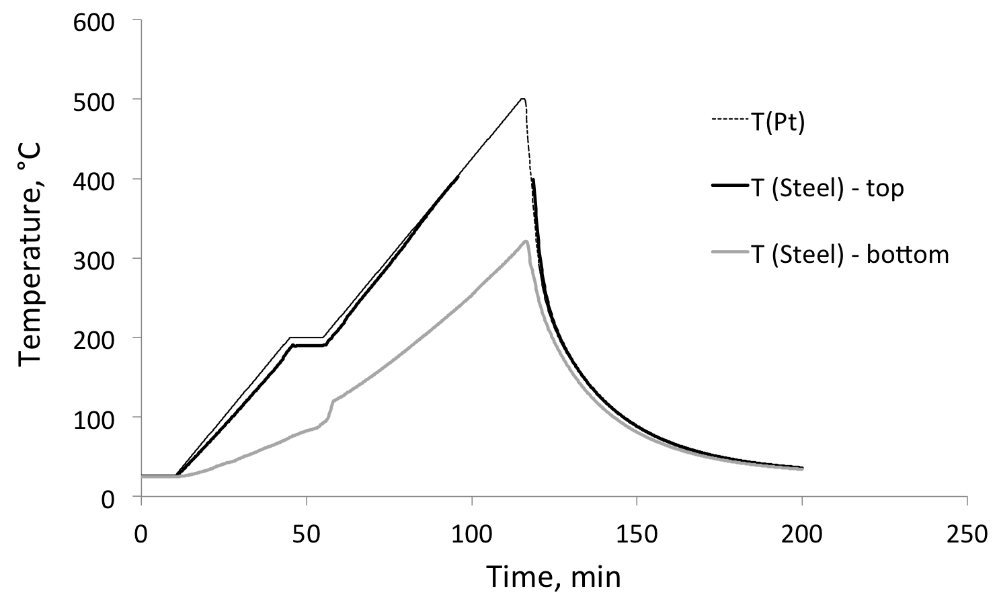 600
500
400
300
200
100
0
Temperature, °C
0 50 100 150 200 250
Time, min
T(Pt)
T (Steel) - top
T (Steel) - bottom